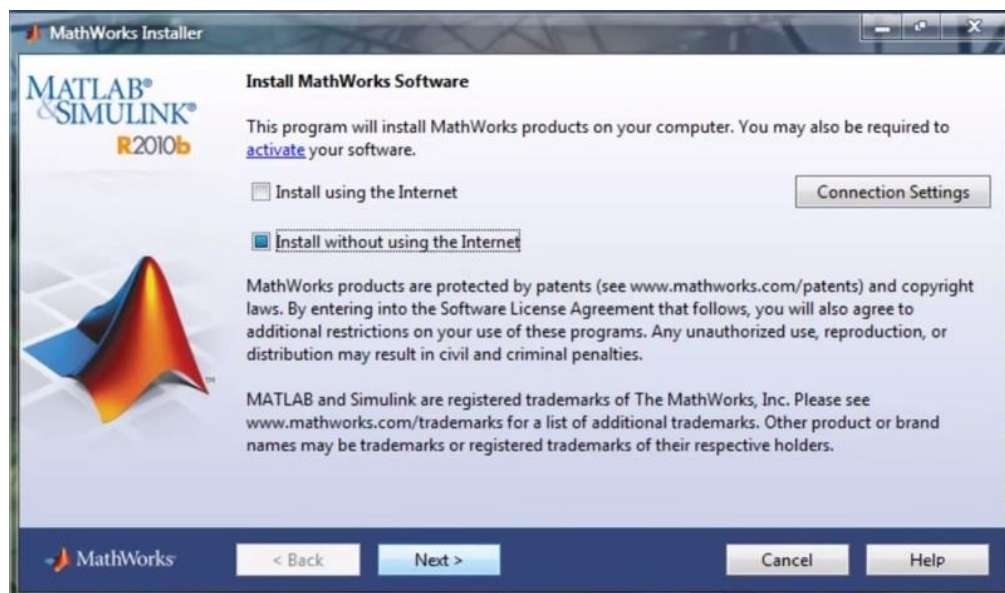 MathWorks Installer
MATLAB®
&SIMULINK®
R2010b
Install MathWorks Software
This program will install MathWorks products on your computer. You may also be required to
activate your software.
Install using the Internet
Connection Settings
Install without using the Internet
MathWorks products are protected by patents (see www.mathworks.com/patents) and copyright
laws. By entering into the Software License Agreement that follows, you will also agree to
additional restrictions on your use of these programs. Any unauthorized use, reproduction, or
distribution may result in civil and criminal penalties.
MATLAB and Simulink are registered trademarks of The MathWorks, Inc. Please see
www.mathworks.com/trademarks for a list of additional trademarks. Other product or brand
names may be trademarks or registered trademarks of their respective holders.
TM
MathWorks
< Back
Next >
Cancel
Help